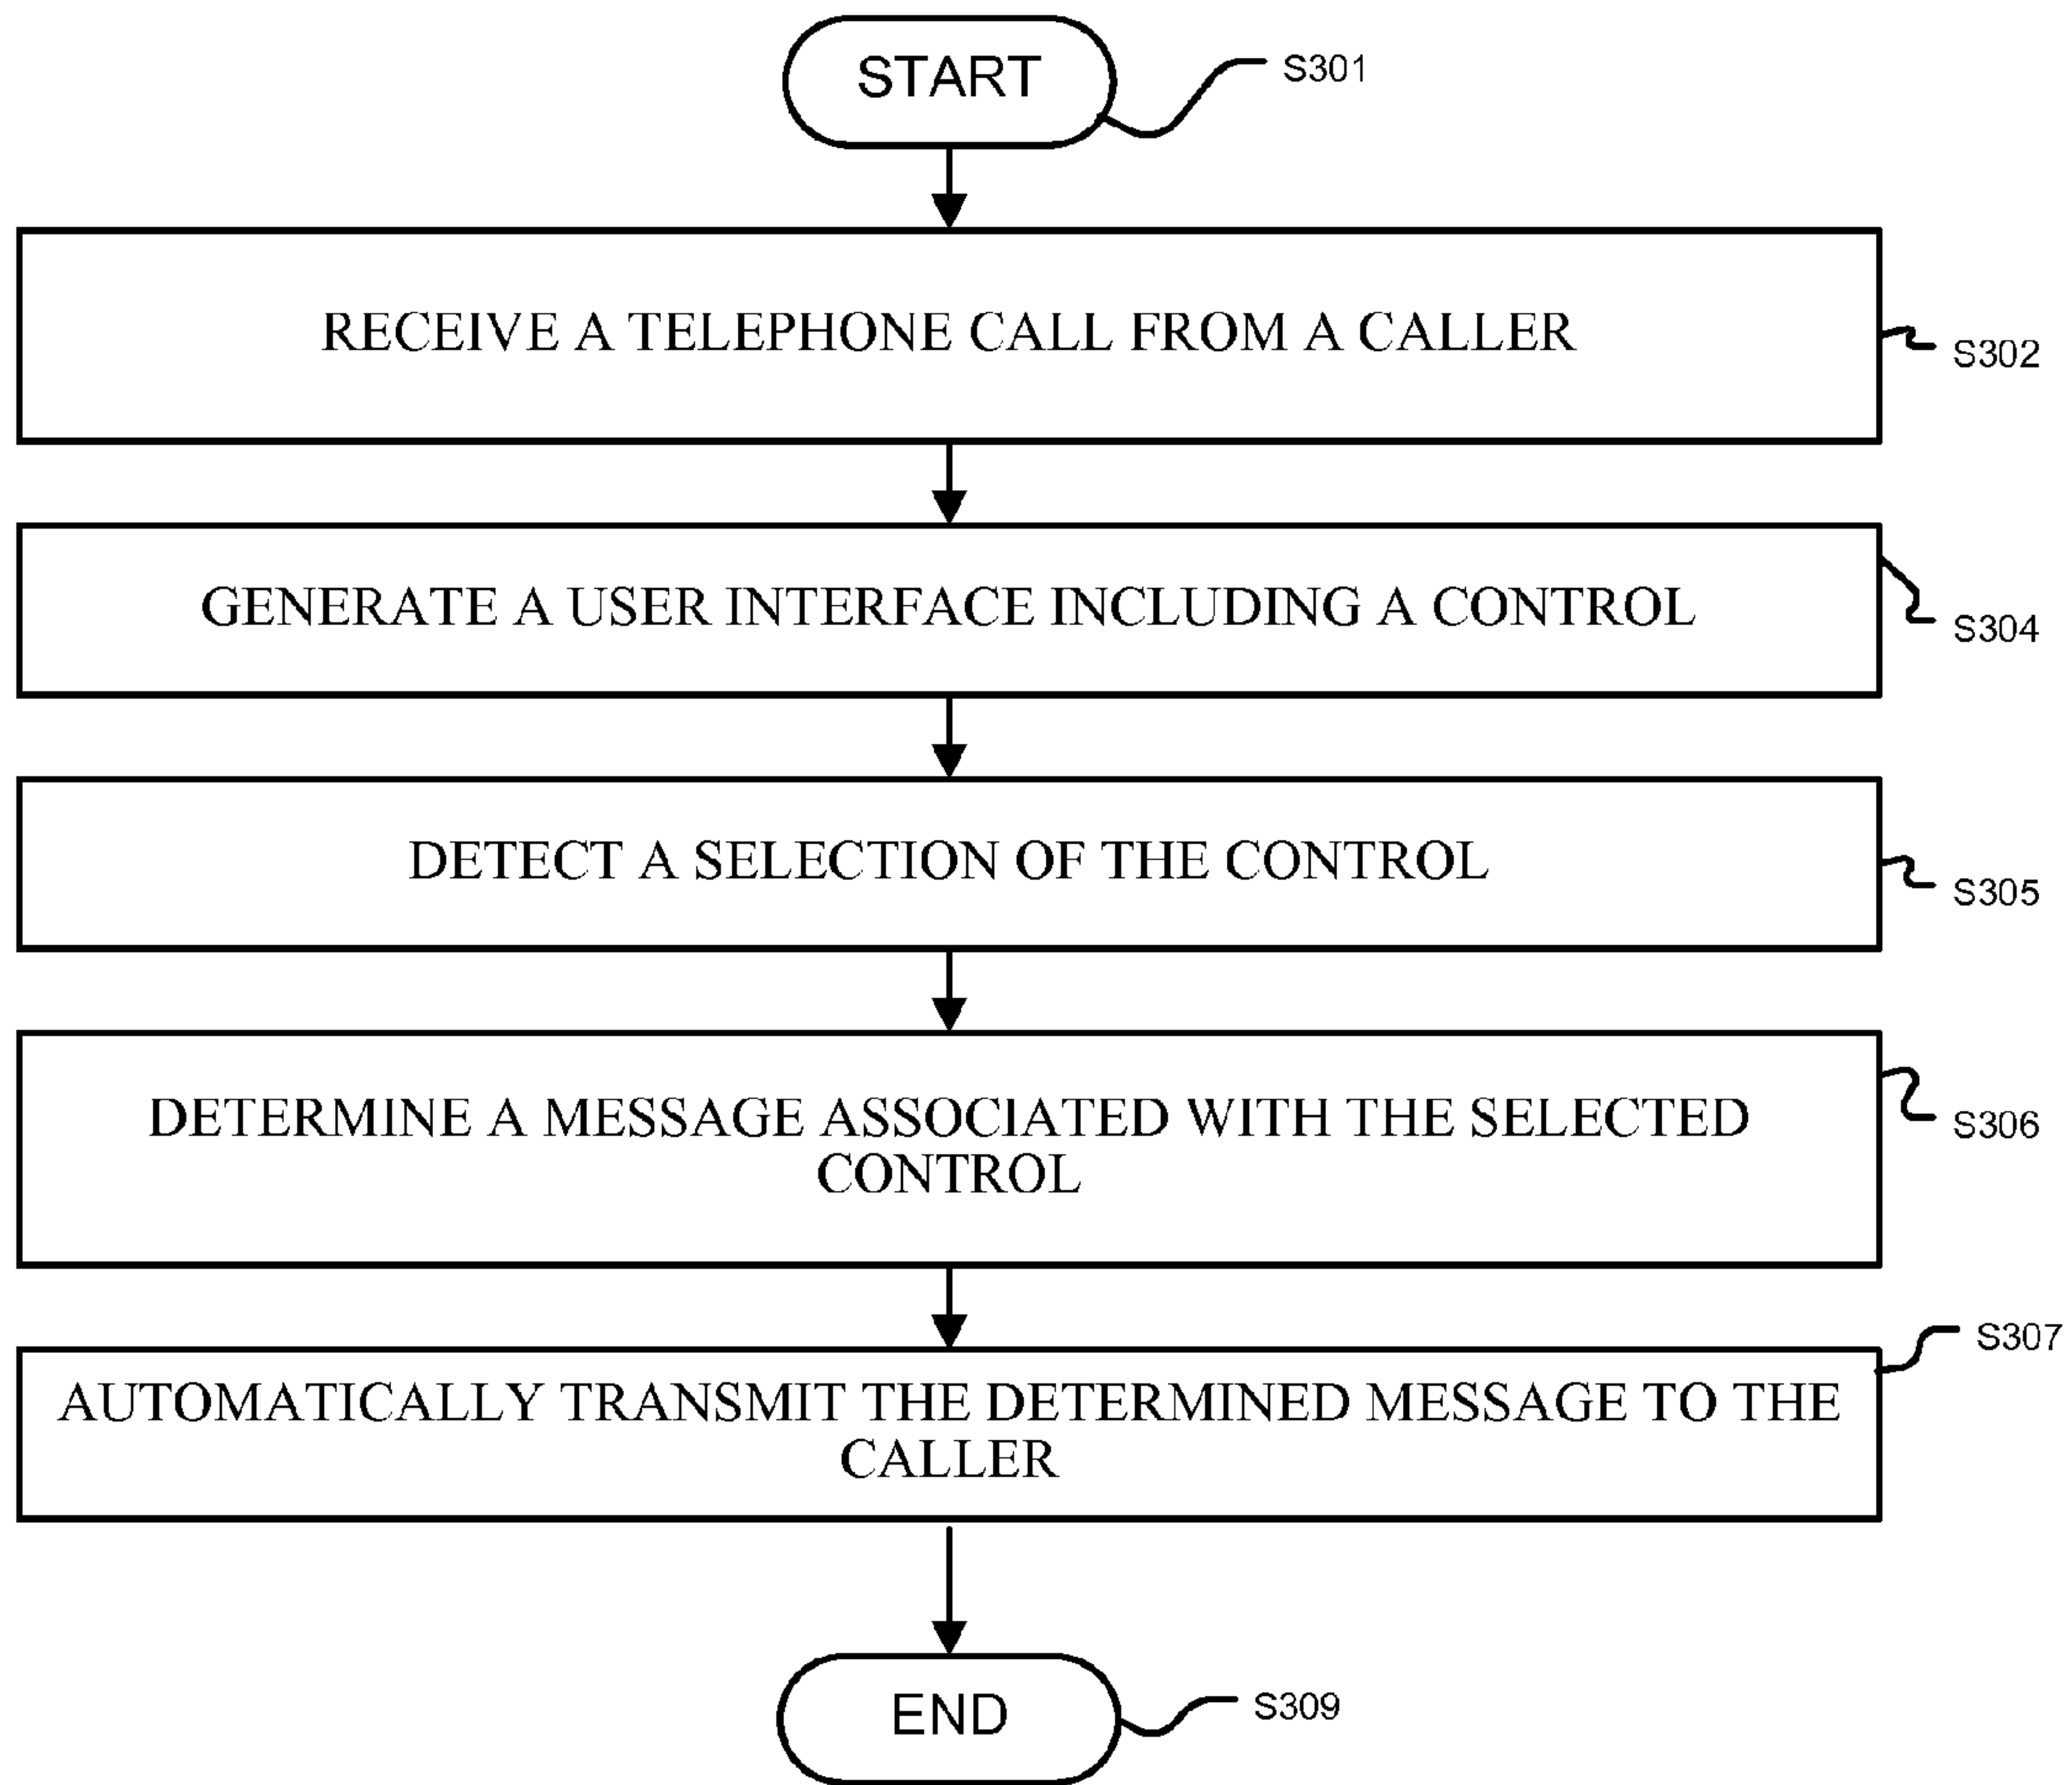 START
S301
RECEIVE A TELEPHONE CALL FROM A CALLER
S302
GENERATE A USER INTERFACE INCLUDING A CONTROL
S304
DETECT A SELECTION OF THE CONTROL
S305
DETERMINE A MESSAGE ASSOCIATED WITH THE SELECTED
CONTROL
S306
S307
AUTOMATICALLY TRANSMIT THE DETERMINED MESSAGE TO THE
CALLER
END
S309